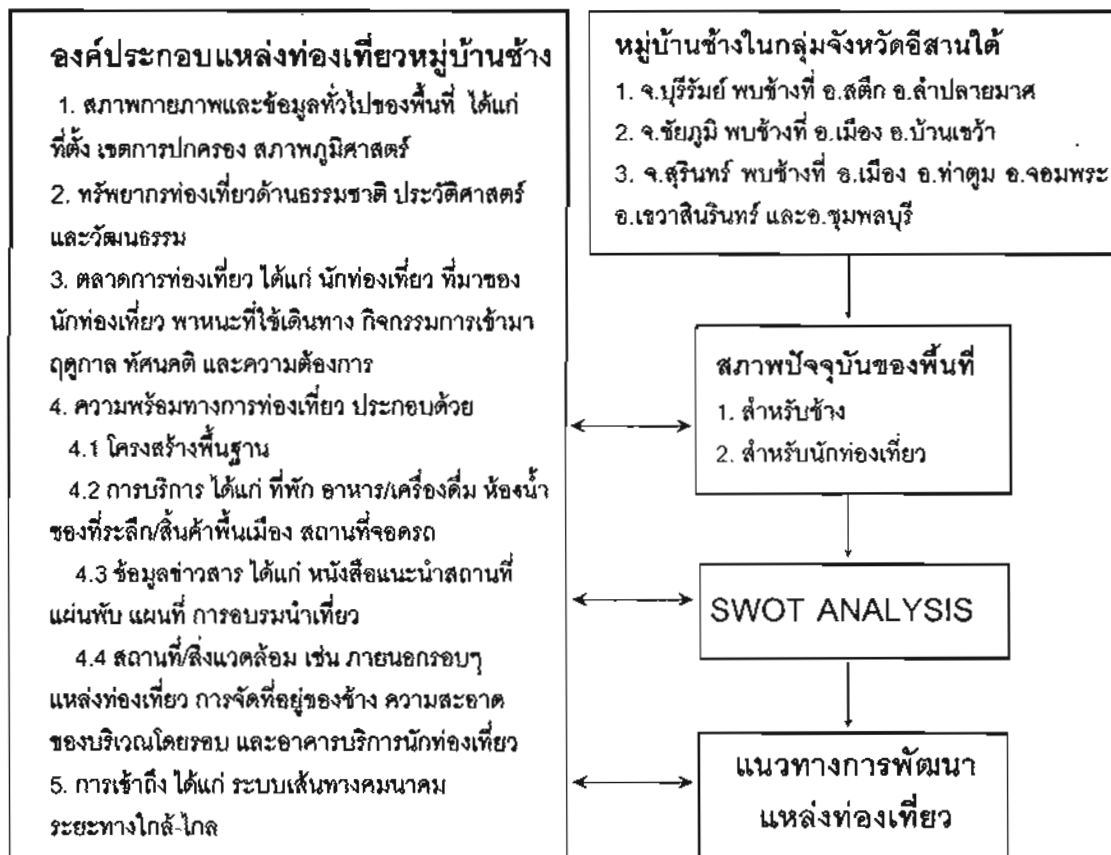 องค์ประกอบแหล่งท่องเที่ยวหมู่บ้านช้าง
1. สภาพกายภาพและข้อมูลทั่วไปของพื้นที่ ได้แก่
ที่ตั้ง เขตการปกครอง สภาพภูมิศาสตร์
2. ทรัพยากรท่องเที่ยวด้านธรรมชาติ ประวัติศาสตร์
และวัฒนธรรม
3. ตลาดการท่องเที่ยว ได้แก่ นักท่องเที่ยว ที่มาของ
นักท่องเที่ยว พาหนะที่ใช้เดินทาง กิจกรรมการเข้ามา
ฤดูกาล ทัศนคติ และความต้องการ
4. ความพร้อมทางการท่องเที่ยว ประกอบด้วย
4.1 โครงสร้างพื้นฐาน
4.2 การบริการ ได้แก่ ที่พัก อาหาร/เครื่องดื่ม ห้องน้ำ
ของที่ระลึก/สินค้าพื้นเมือง สถานที่จอดรถ
4.3 ข้อมูลข่าวสาร ได้แก่ หนังสือแนะนำสถานที่
แผ่นพับ แผนที่ การอบรมนำเที่ยว
4.4 สถานที่/สิ่งแวดล้อม เช่น ภายนอกรอบๆ
แหล่งท่องเที่ยว การจัดที่อยู่ของช้าง ความสะอาด
ของบริเวณโดยรอบ และอาคารบริการนักท่องเที่ยว
5. การเข้าถึง ได้แก่ ระบบเส้นทางคมนาคม
ระยะทางใกล้-ไกล
หมู่บ้านช้างในกลุ่มจังหวัดอีสานใต้
1. จ.บุรีรัมย์ พบช้างที่ อ.สตึก อ.ลำปลายมาศ
2. จ.ชัยภูมิ พบช้างที่ อ.เมือง อ.บ้านเขว้า
3. จ.สุรินทร์ พบช้างที่ อ.เมือง อ.ท่าตูม อ.จอมพระ
อ.เขวาสินรินทร์ และอ.ชุมพลบุรี
สภาพปัจจุบันของพื้นที่
1. สำหรับช้าง
2. สำหรับนักท่องเที่ยว
SWOT ANALYSIS
แนวทางการพัฒนา
แหล่งท่องเที่ยว